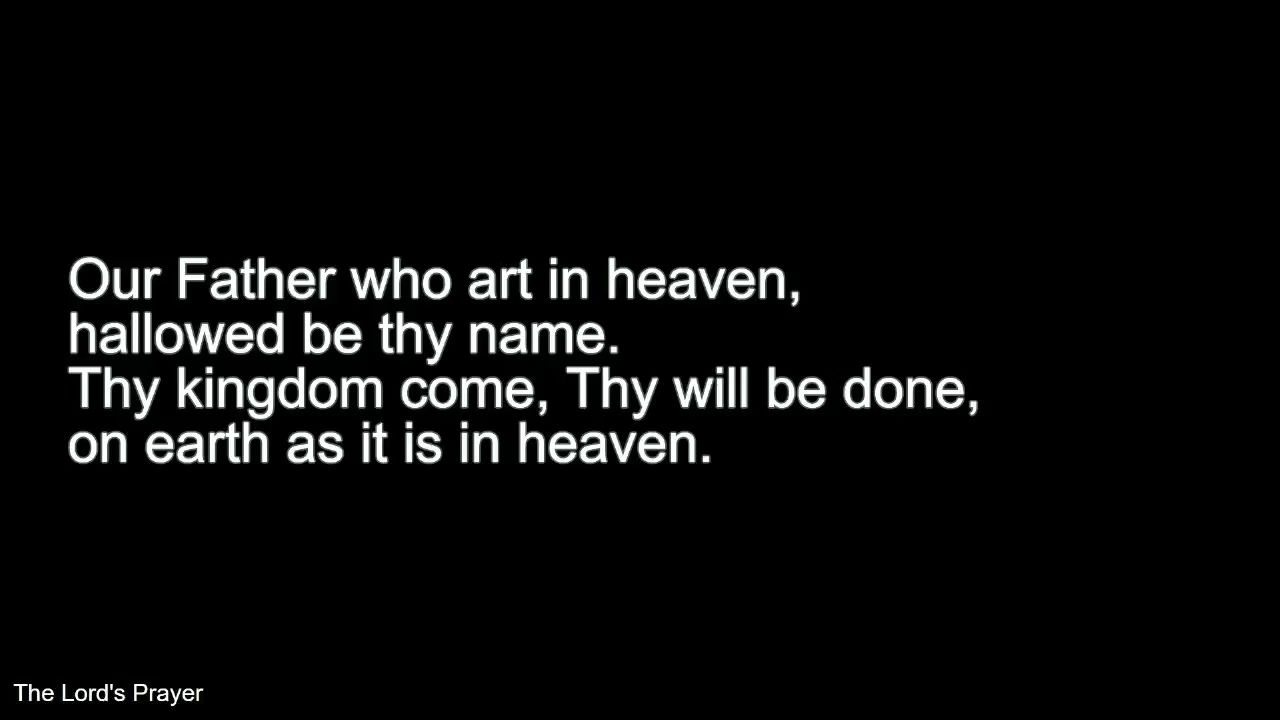 Our Father who art in heaven,
hallowed be thy name.
Thy kingdom come, Thy will be done,
on earth as it is in heaven.
The Lord's Prayer